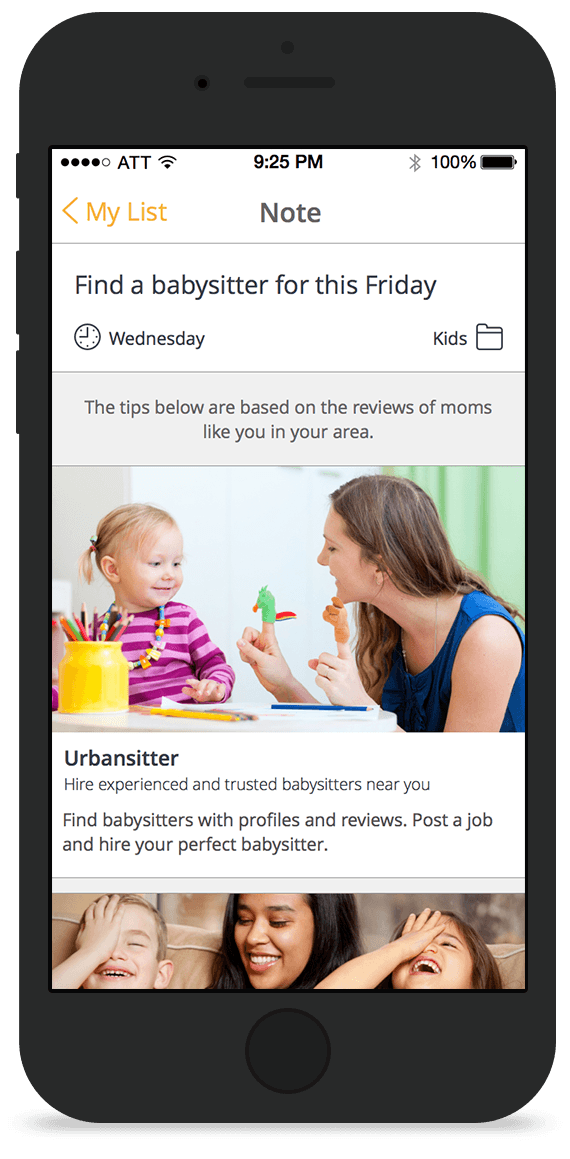 ATT 9:25 PM 100%
My List Note
Find a babysitter for this Friday
Wednesday Kids
The tips below are based on the reviews of moms
like you in your area.
Urbansitter
Hire experienced and trusted babysitters near you
Find babysitters with profiles and reviews. Post a job
and hire your perfect babysitter.